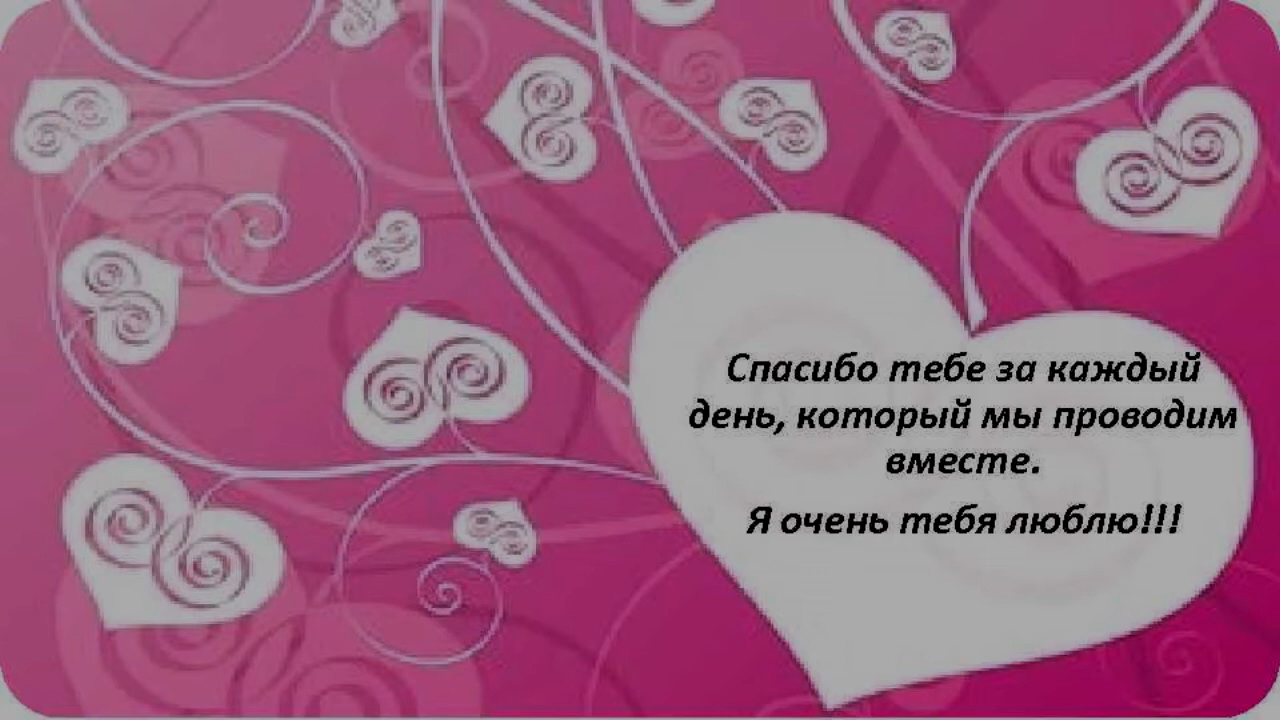 Спасибо тебе за каждый
день, который мы проводим
вместе.
Я очень тебя люблю!!!